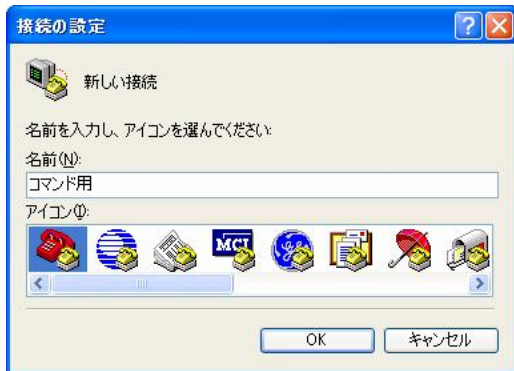 接続の設定
新しい接続
名前を入力し、アイコンを選んでください:
名前(N):
コマンド用
アイコン(I):
MCI
OK
キャンセル